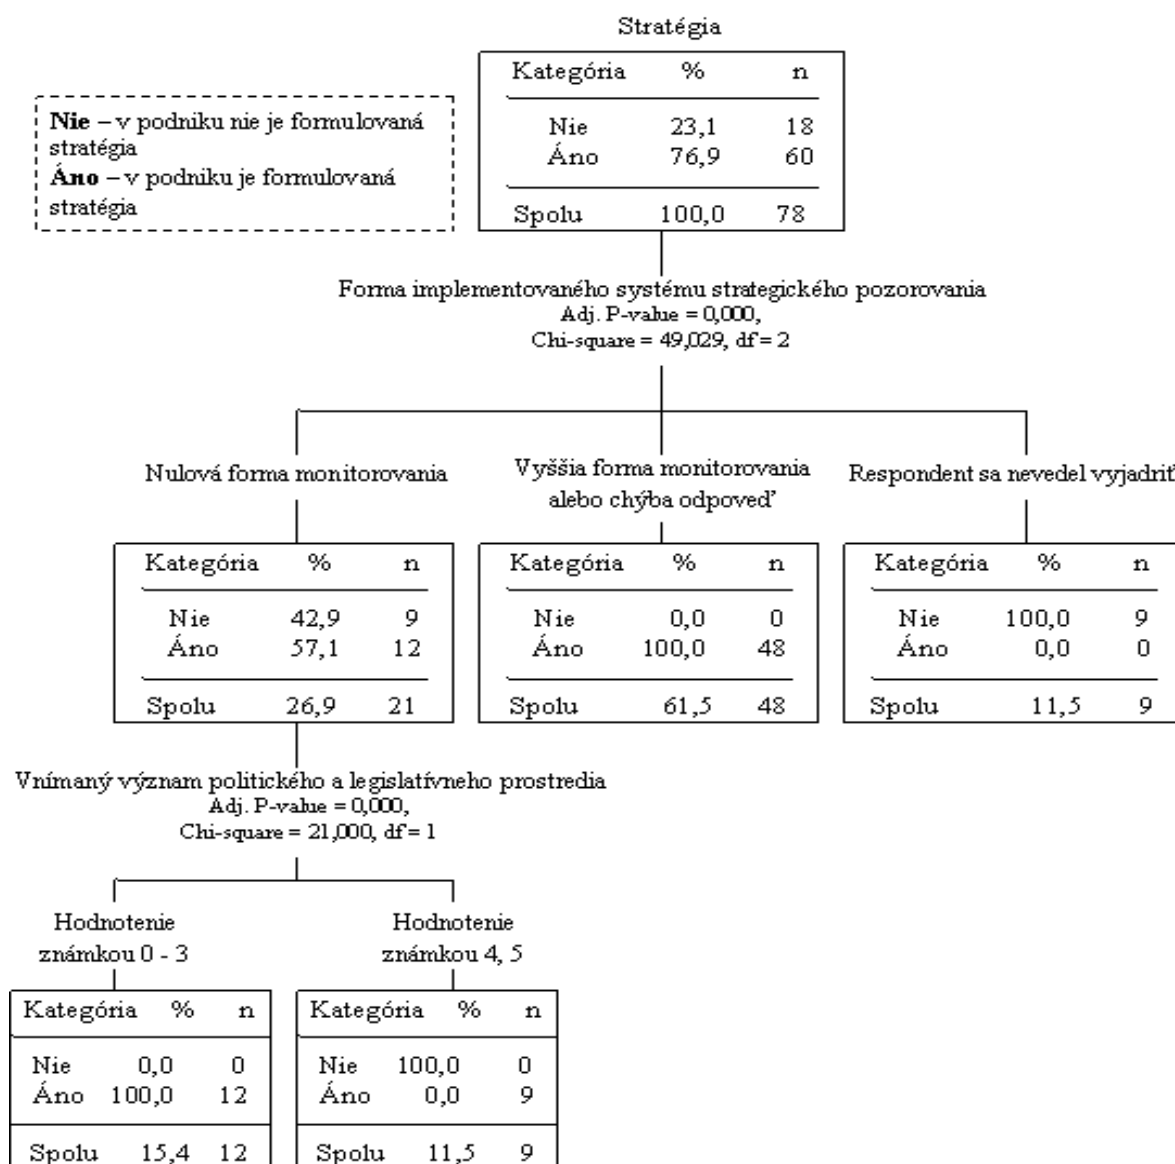 Stratégia
Kategória % n
Nie 23,1 18
Áno 76,9 60
Spolu 100,0 78
Nie – v podniku nie je formulovaná
stratégia
Áno – v podniku je formulovaná
stratégia
Forma implementovaného systému strategického pozorovania
Adj. P-value = 0,000,
Chi-square = 49,029, df = 2
Nulová forma monitorovania
Kategória % n
Nie 42,9 9
Áno 57,1 12
Spolu 26,9 21
Vyššia forma monitorovania
alebo chýba odpoveď
Kategória % n
Nie 0,0 0
Áno 100,0 48
Spolu 61,5 48
Respondent sa nevedel vyjadriť
Kategória % n
Nie 100,0 9
Áno 0,0 0
Spolu 11,5 9
Vnímaný význam politického a legislatívneho prostredia
Adj. P-value = 0,000,
Chi-square = 21,000, df = 1
Hodnotenie
známkou 0 - 3
Kategória % n
Nie 0,0 0
Áno 100,0 12
Spolu 15,4 12
Hodnotenie
známkou 4, 5
Kategória % n
Nie 100,0 0
Áno 0,0 9
Spolu 11,5 9